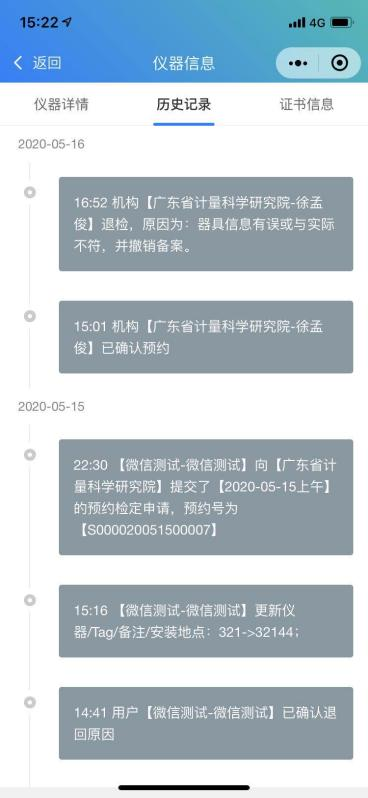 15:22
4G
返回
仪器信息
仪器详情
历史记录
证书信息
2020-05-16
16:52 机构【广东省计量科学研究院-徐孟
俊】退检，原因为：器具信息有误或与实际
不符，并撤销备案。
15:01 机构【广东省计量科学研究院-徐孟
俊】已确认预约
2020-05-15
22:30 【微信测试-微信测试】向【广东省计
量科学研究院】提交了【2020-05-15上午】
的预约检定申请，预约号为
【S000020051500007】
15:16 【微信测试-微信测试】更新仪
器/Tag/备注/安装地点：321->32144；
14:41 用户【微信测试-微信测试】已确认退
回原因